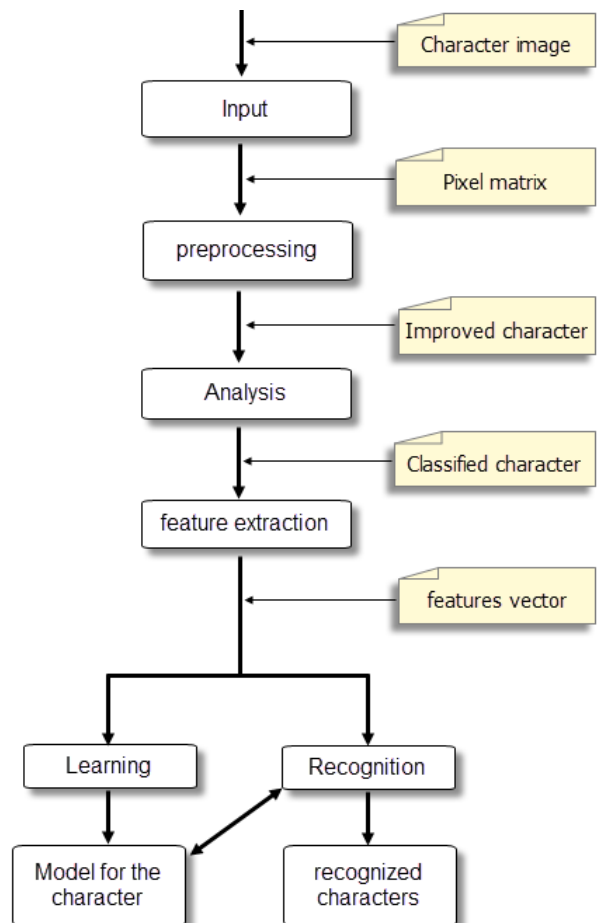 Character image
Input
Pixel matrix
preprocessing
Improved character
Analysis
Classified character
feature extraction
features vector
Learning
Recognition
Model for the
character
recognized
characters